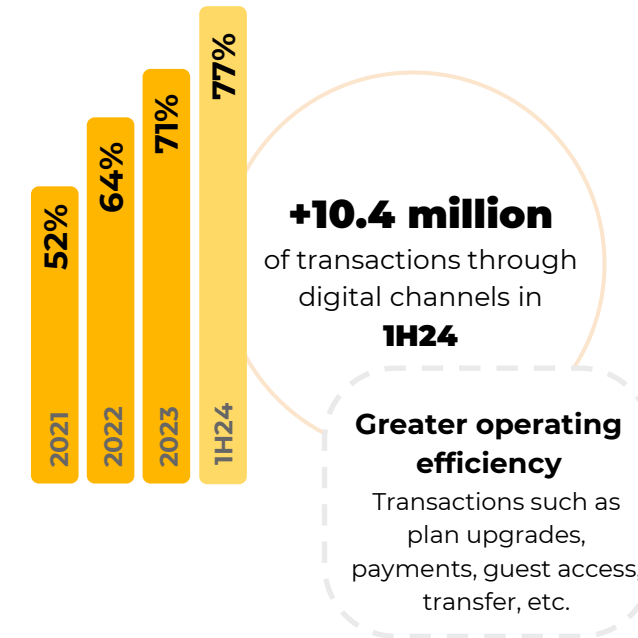 52%
64%
71%
77%
2021
2022
2023
1H24
+10.4 million
of transactions through
digital channels in
1H24
Greater operating
efficiency
Transactions such as
plan upgrades,
payments, guest access,
transfer, etc.